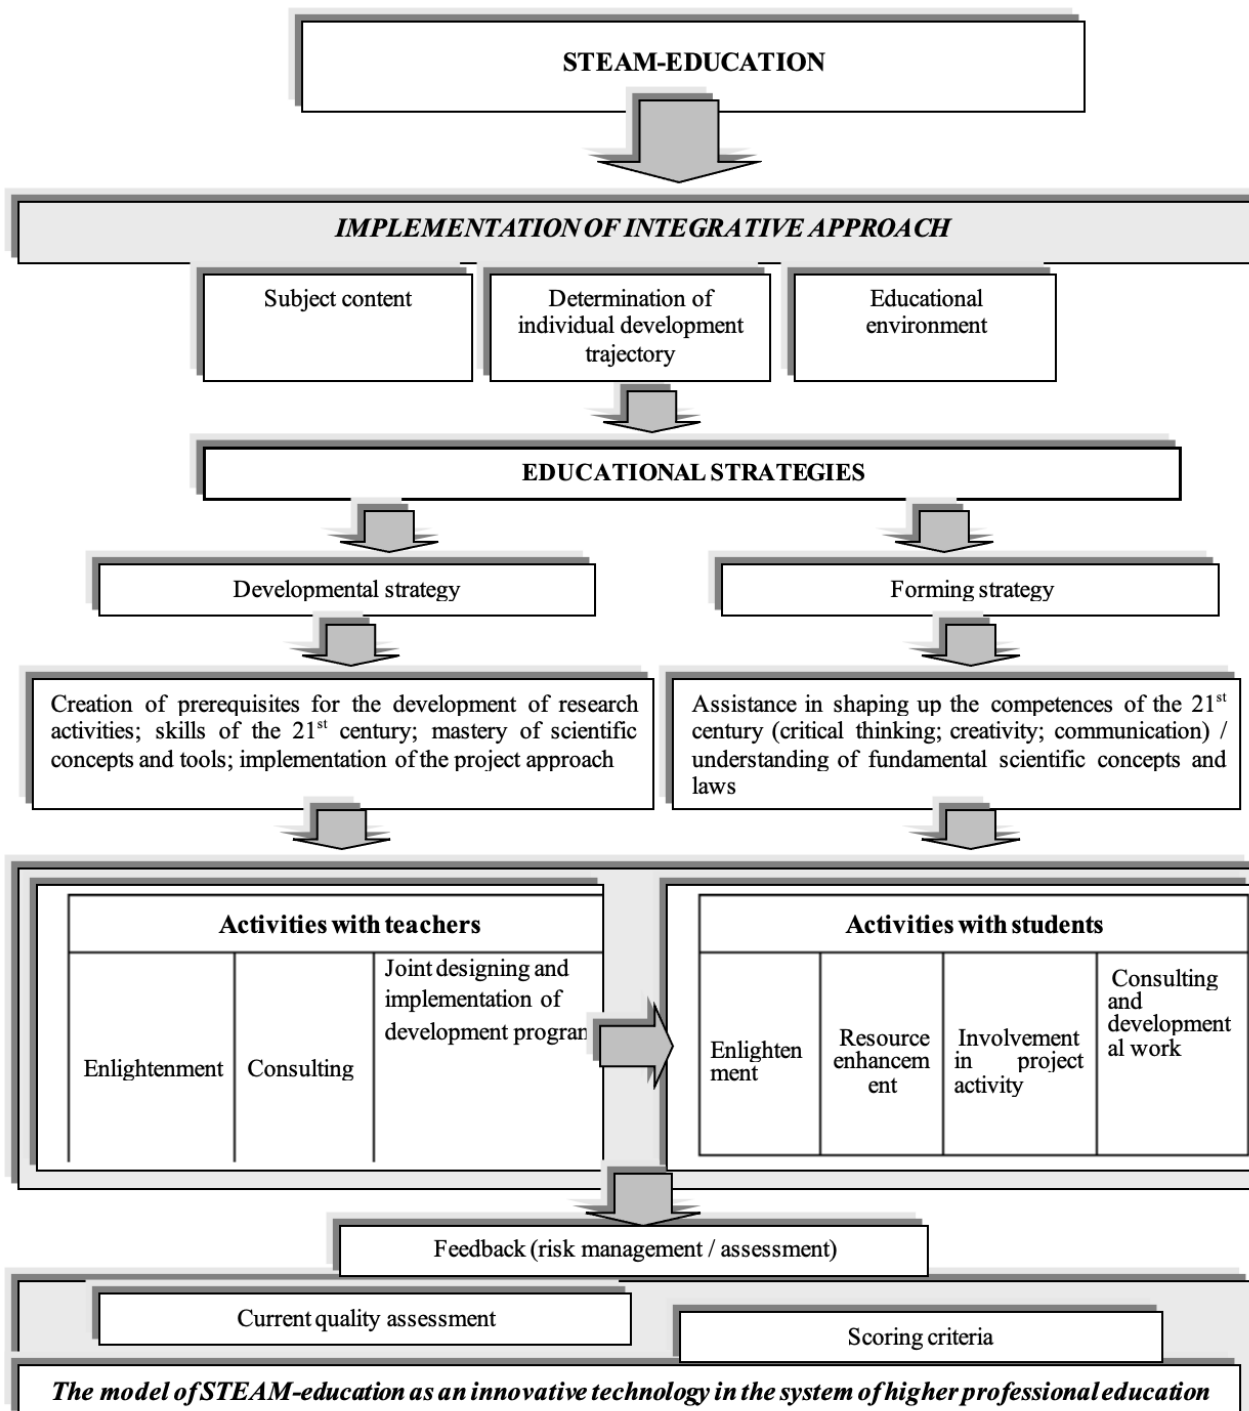 STEAM-EDUCATION
IMPLEMENTATION OF INTEGRATIVE APPROACH
Subject content
Determination of
individual development
trajectory
Educational
environment
EDUCATIONAL STRATEGIES
Developmental strategy
Forming strategy
Creation of prerequisites for the development of research
activities; skills of the 21st century; mastery of scientific
concepts and tools; implementation of the project approach
Assistance in shaping up the competences of the 21st
century (critical thinking; creativity; communication) /
understanding of fundamental scientific concepts and
laws
Activities with teachers
Enlightenment
Consulting
Joint designing and
implementation of
development program
Activities with students
Enlighten
ment
Resource
enhancem
ent
Involvement
in project
activity
Consulting
and
development
al work
Feedback (risk management / assessment)
Current quality assessment
Scoring criteria
The model of STEAM-education as an innovative technology in the system of higher professional education